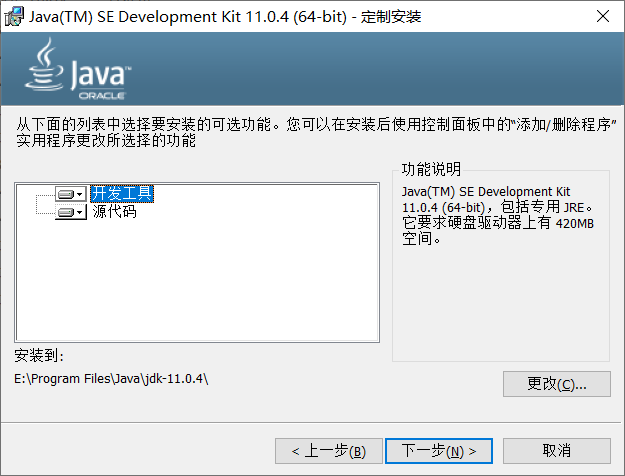 Java(TM) SE Development Kit 11.0.4 (64-bit) - 定制安装
Java™
ORACLE
从下面的列表中选择要安装的可选功能。您可以在安装后使用控制面板中的“添加/删除程序”
实用程序更改所选择的功能
开发工具
源代码
功能说明
Java(TM) SE Development Kit
11.0.4 (64-bit)，包括专用 JRE。
它要求硬盘驱动器上有 420MB
空间。
安装到:
E:\Program Files\Java\jdk-11.0.4\
更改(C)...
< 上一步(B)
下一步(N) >
取消